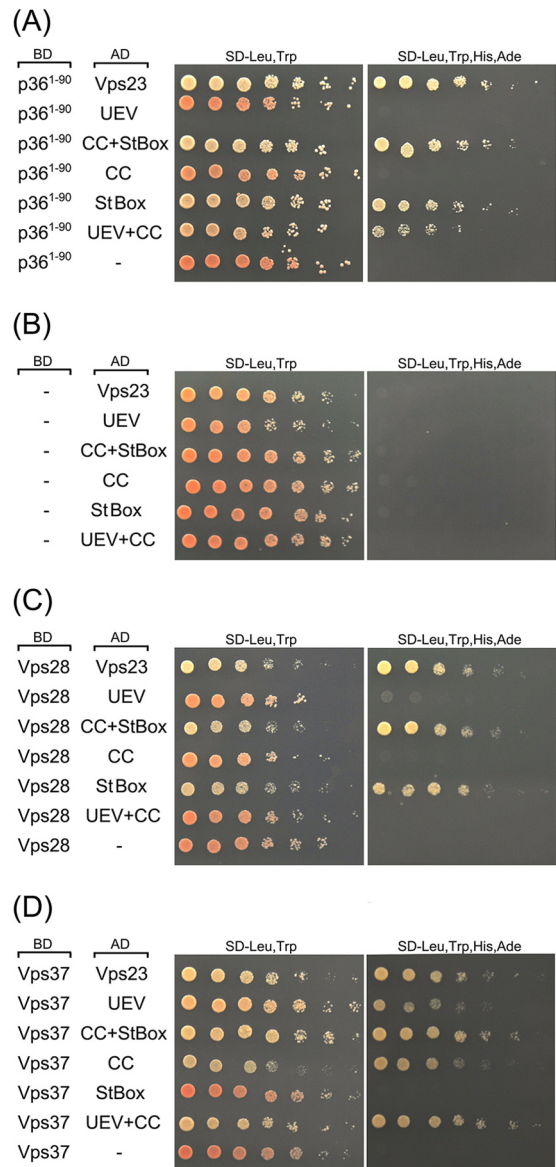 (A)
BD AD SD-Leu,Trp SD-Leu,Trp,His,Ade
p36¹⁻⁹⁰ Vps23
p36¹⁻⁹⁰ UEV
p36¹⁻⁹⁰ CC+StBox
p36¹⁻⁹⁰ CC
p36¹⁻⁹⁰ StBox
p36¹⁻⁹⁰ UEV+CC
p36¹⁻⁹⁰ -
(B)
BD AD SD-Leu,Trp SD-Leu,Trp,His,Ade
- Vps23
- UEV
- CC+StBox
- CC
- StBox
- UEV+CC
(C)
BD AD SD-Leu,Trp SD-Leu,Trp,His,Ade
Vps28 Vps23
Vps28 UEV
Vps28 CC+StBox
Vps28 CC
Vps28 StBox
Vps28 UEV+CC
Vps28 -
(D)
BD AD SD-Leu,Trp SD-Leu,Trp,His,Ade
Vps37 Vps23
Vps37 UEV
Vps37 CC+StBox
Vps37 CC
Vps37 StBox
Vps37 UEV+CC
Vps37 -